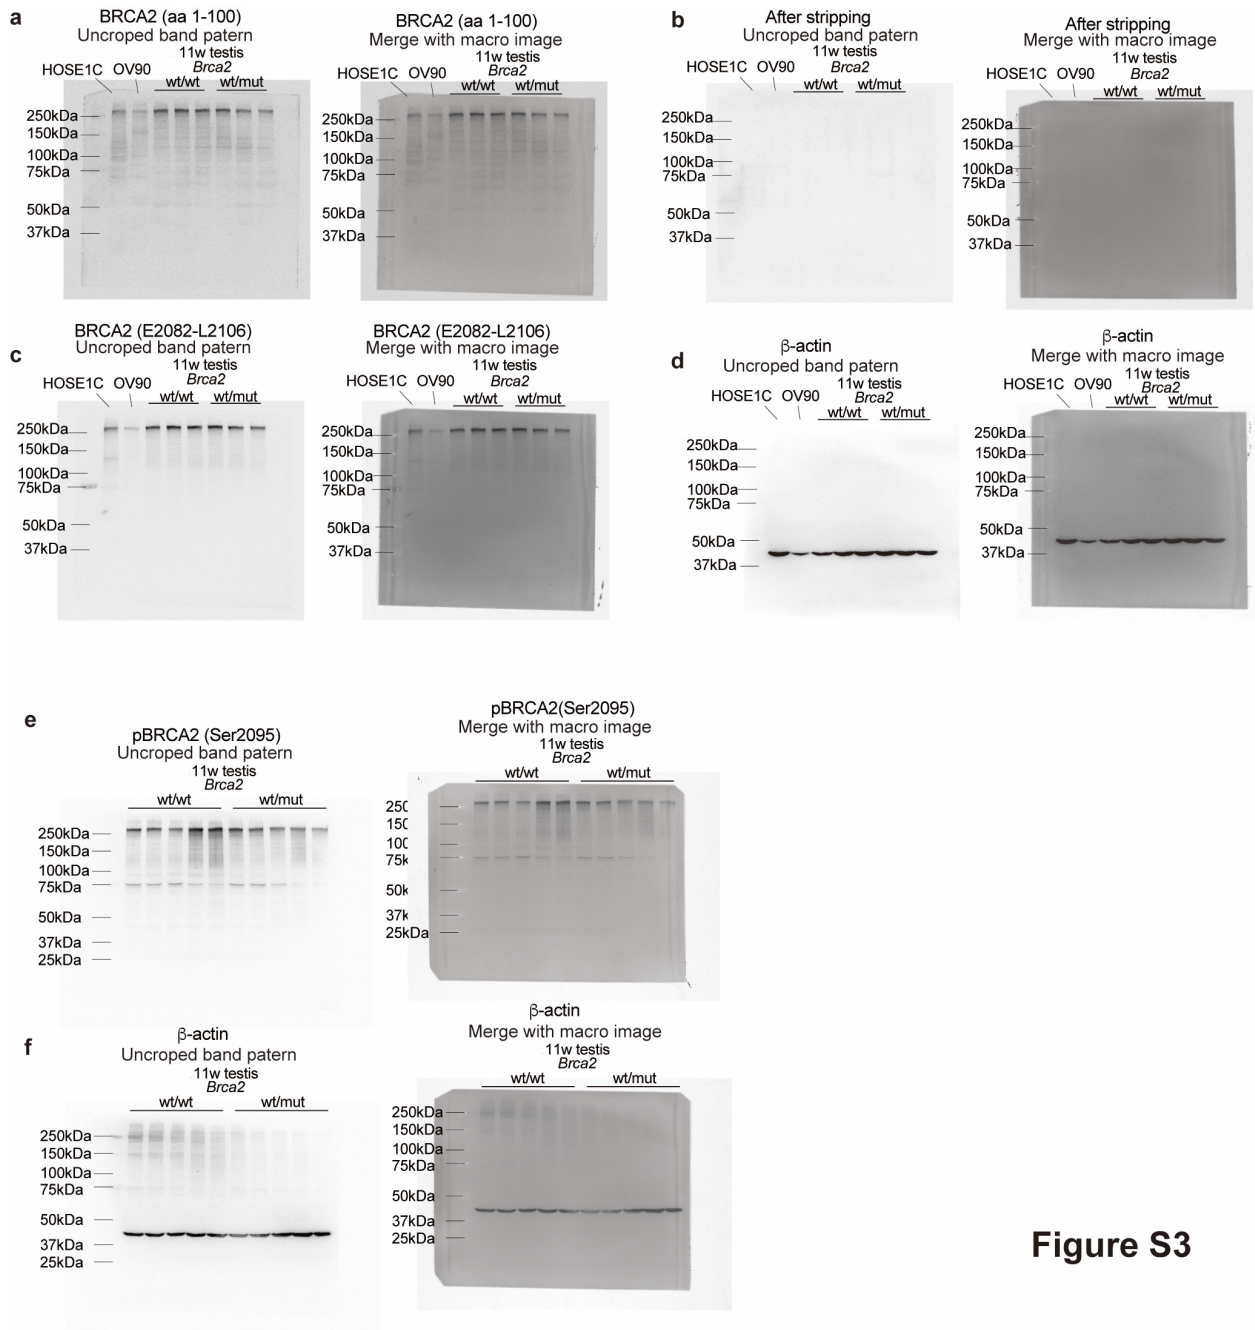 a
BRCA2 (aa 1-100)
Uncroped band patern
11w testis
Brca2
HOSE1C OV90
wt/wt wt/mut
250kDa
150kDa
100kDa
75kDa
50kDa
37kDa
BRCA2 (aa 1-100)
Merge with macro image
11w testis
Brca2
HOSE1C OV90
wt/wt wt/mut
250kDa
150kDa
100kDa
75kDa
50kDa
37kDa
b
After stripping
Uncroped band patern
11w testis
Brca2
HOSE1C OV90
wt/wt wt/mut
250kDa
150kDa
100kDa
75kDa
50kDa
37kDa
After stripping
Merge with macro image
11w testis
Brca2
HOSE1C OV90
wt/wt wt/mut
250kDa
150kDa
100kDa
75kDa
50kDa
37kDa
c
BRCA2 (E2082-L2106)
Uncroped band patern
11w testis
Brca2
HOSE1C OV90
wt/wt wt/mut
250kDa
150kDa
100kDa
75kDa
50kDa
37kDa
BRCA2 (E2082-L2106)
Merge with macro image
11w testis
Brca2
HOSE1C OV90
wt/wt wt/mut
250kDa
150kDa
100kDa
75kDa
50kDa
37kDa
d
β-actin
Uncroped band patern
11w testis
Brca2
HOSE1C OV90
wt/wt wt/mut
250kDa
150kDa
100kDa
75kDa
50kDa
37kDa
β-actin
Merge with macro image
11w testis
Brca2
HOSE1C OV90
wt/wt wt/mut
250kDa
150kDa
100kDa
75kDa
50kDa
37kDa
e
pBRCA2 (Ser2095)
Uncroped band patern
11w testis
Brca2
wt/wt wt/mut
250kDa
150kDa
100kDa
75kDa
50kDa
37kDa
25kDa
pBRCA2(Ser2095)
Merge with macro image
11w testis
Brca2
wt/wt wt/mut
250
150
100
75k
50k
37k
25kDa
f
β-actin
Uncroped band patern
11w testis
Brca2
wt/wt wt/mut
250kDa
150kDa
100kDa
75kDa
50kDa
37kDa
25kDa
β-actin
Merge with macro image
11w testis
Brca2
wt/wt wt/mut
250kDa
150kDa
100kDa
75kDa
50kDa
37kDa
25kDa
Figure S3